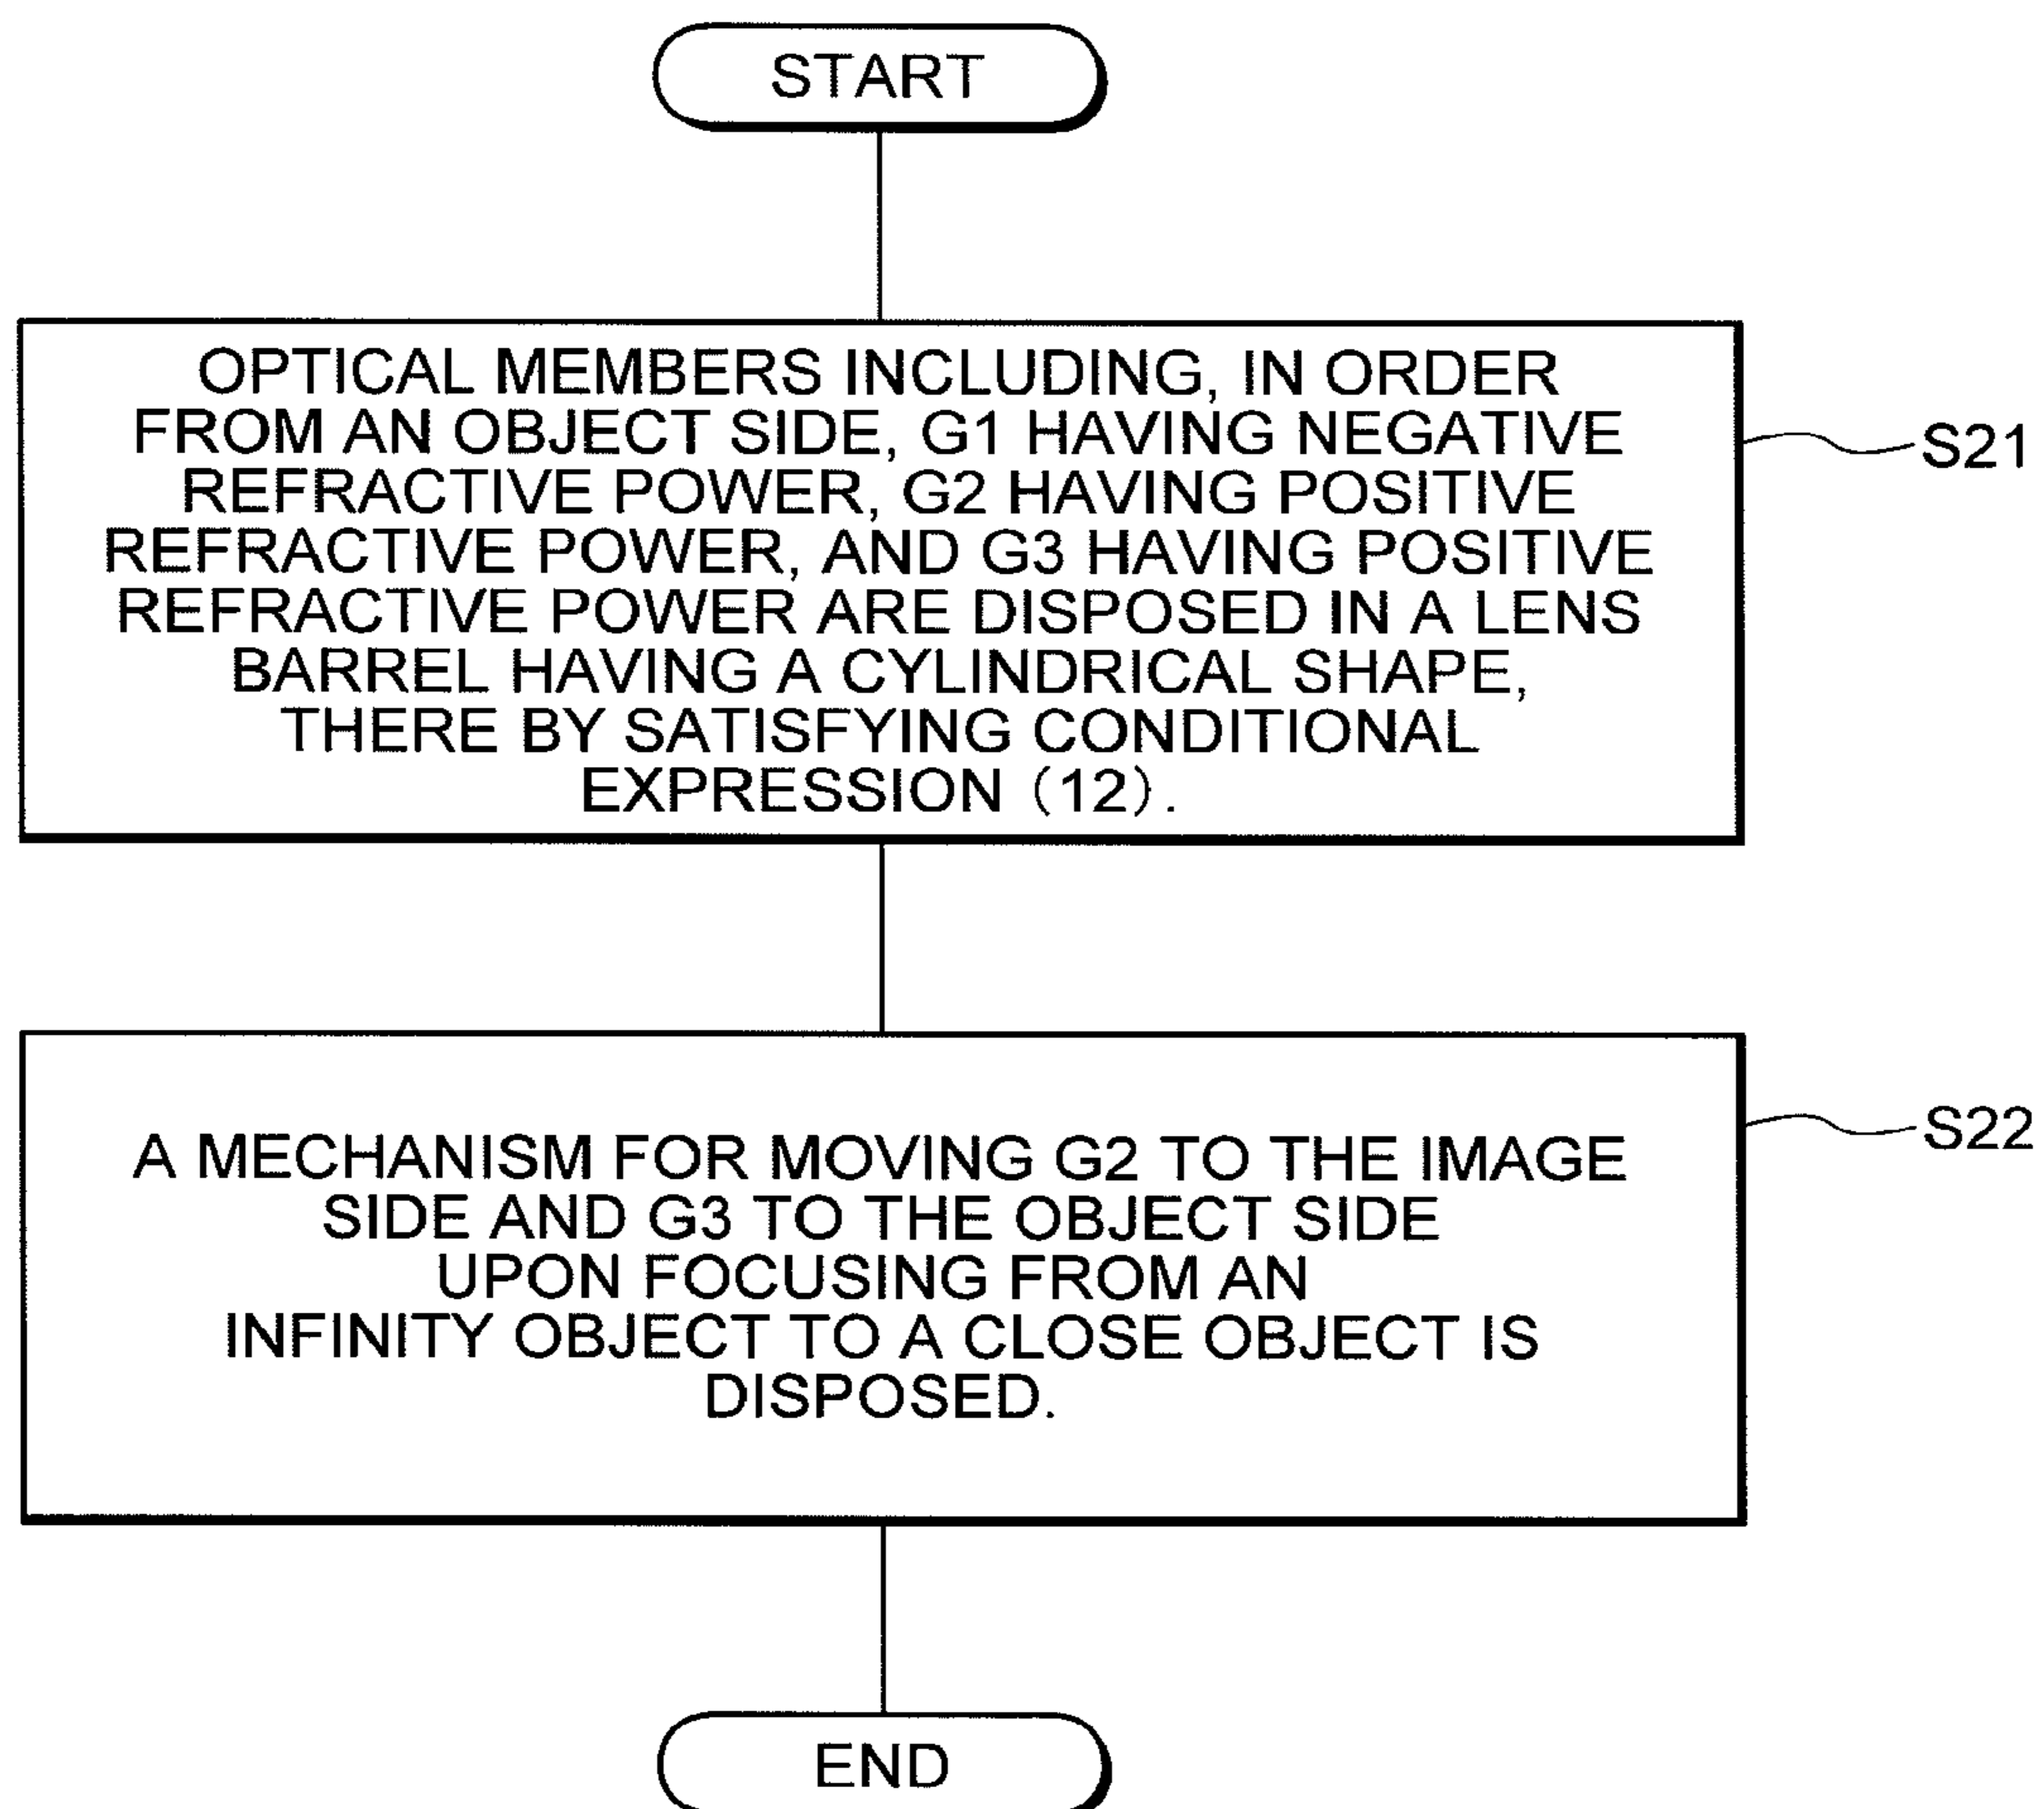 START
OPTICAL MEMBERS INCLUDING, IN ORDER
FROM AN OBJECT SIDE, G1 HAVING NEGATIVE
REFRACTIVE POWER, G2 HAVING POSITIVE
REFRACTIVE POWER, AND G3 HAVING POSITIVE
REFRACTIVE POWER ARE DISPOSED IN A LENS
BARREL HAVING A CYLINDRICAL SHAPE,
THERE BY SATISFYING CONDITIONAL
EXPRESSION (12).
S21
A MECHANISM FOR MOVING G2 TO THE IMAGE
SIDE AND G3 TO THE OBJECT SIDE
UPON FOCUSING FROM AN
INFINITY OBJECT TO A CLOSE OBJECT IS
DISPOSED.
S22
END